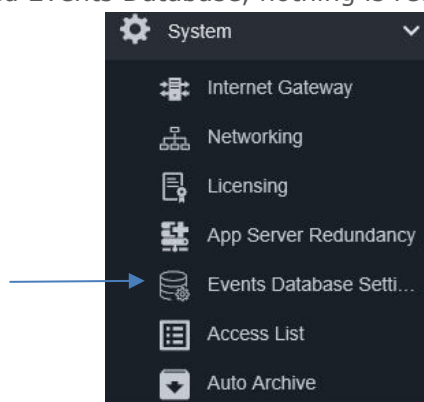 System
Internet Gateway
Networking
Licensing
App Server Redundancy
Events Database Setti...
Access List
Auto Archive